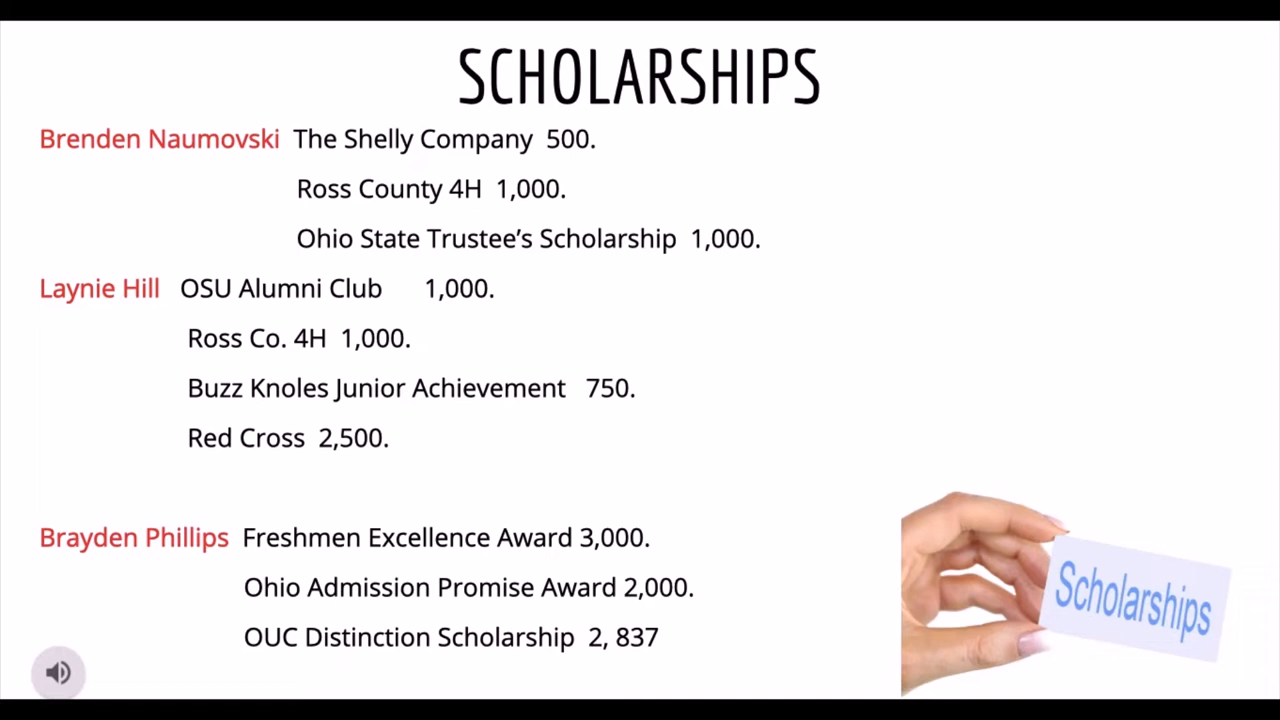 SCHOLARSHIPS
Brenden Naumovski The Shelly Company 500.
Ross County 4H 1,000.
Ohio State Trustee’s Scholarship 1,000.
Laynie Hill OSU Alumni Club 1,000.
Ross Co. 4H 1,000.
Buzz Knoles Junior Achievement 750.
Red Cross 2,500.
Brayden Phillips Freshmen Excellence Award 3,000.
Ohio Admission Promise Award 2,000.
OUC Distinction Scholarship 2, 837
Scholarships